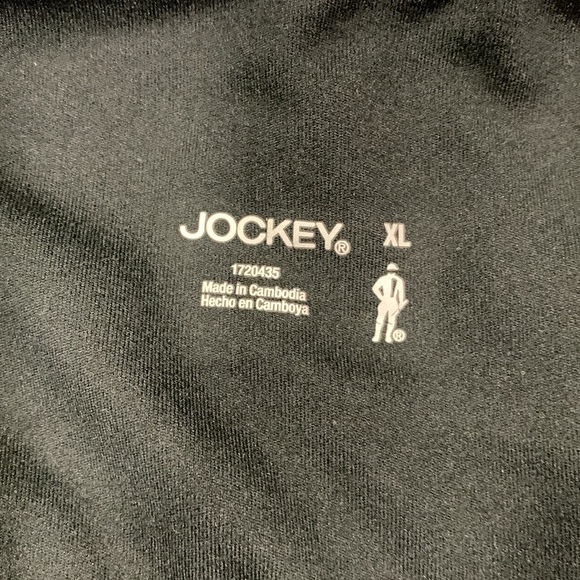 JOCKEY® XL
1720435
Made in Cambodia
Hecho en Camboya
®